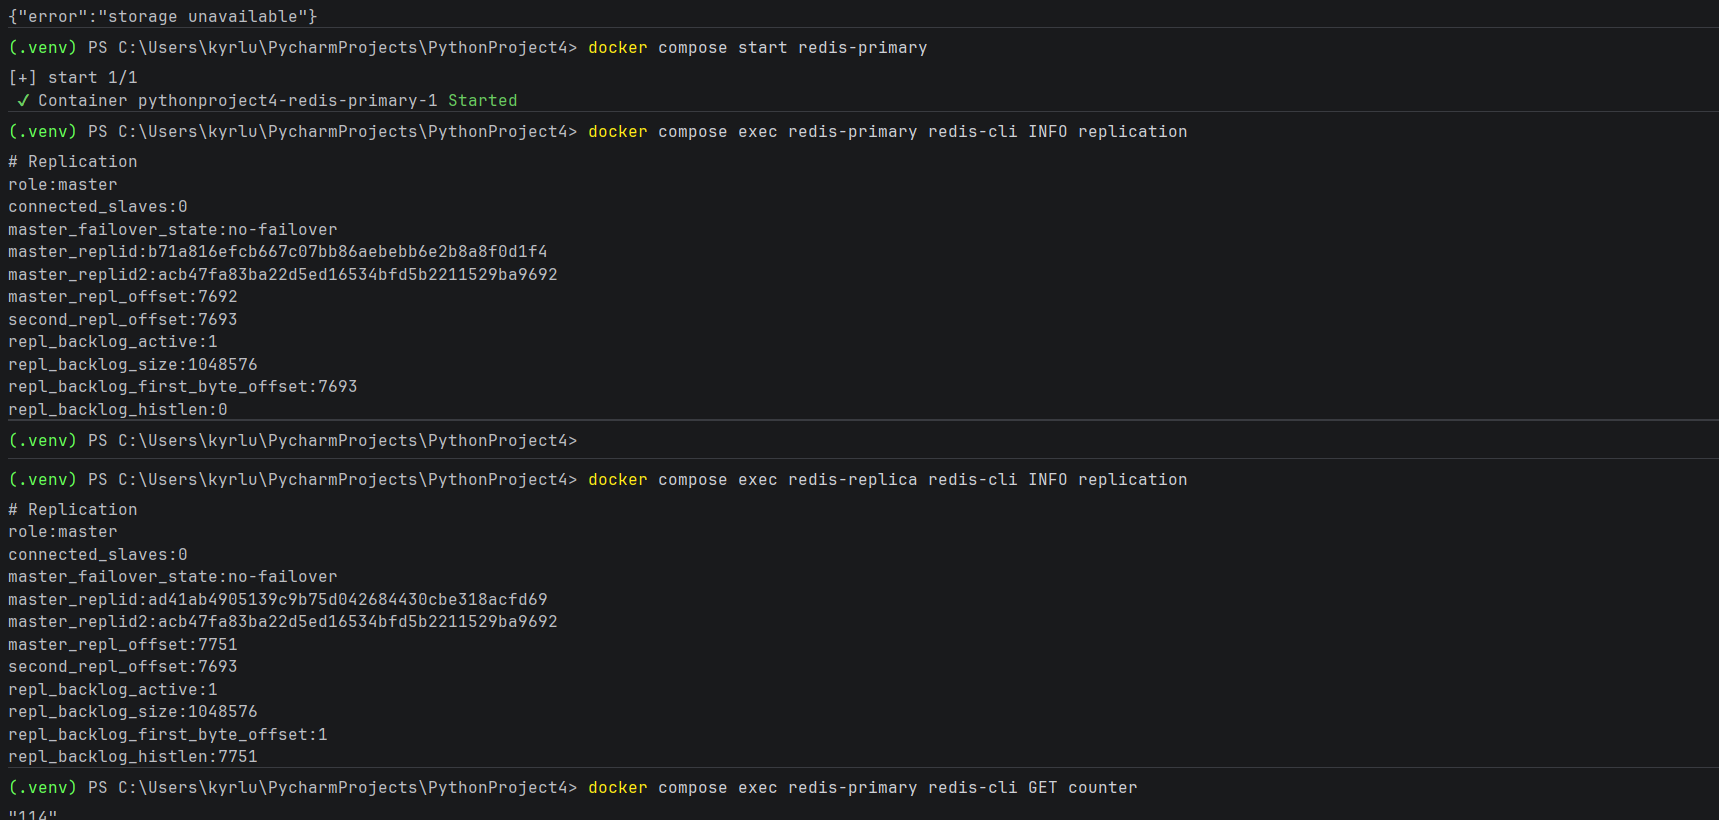 {"error":"storage unavailable"}
(.venv) PS C:\Users\kyrlu\PycharmProjects\PythonProject4> docker compose start redis-primary
[+] start 1/1
✓ Container pythonproject4-redis-primary-1 Started
(.venv) PS C:\Users\kyrlu\PycharmProjects\PythonProject4> docker compose exec redis-primary redis-cli INFO replication
# Replication
role:master
connected_slaves:0
master_failover_state:no-failover
master_replid:b71a816efcb667c07bb86aebebb6e2b8a8f0d1f4
master_replid2:acb47fa83ba22d5ed16534bfd5b2211529ba9692
master_repl_offset:7692
second_repl_offset:7693
repl_backlog_active:1
repl_backlog_size:1048576
repl_backlog_first_byte_offset:7693
repl_backlog_histlen:0
(.venv) PS C:\Users\kyrlu\PycharmProjects\PythonProject4>
(.venv) PS C:\Users\kyrlu\PycharmProjects\PythonProject4> docker compose exec redis-replica redis-cli INFO replication
# Replication
role:master
connected_slaves:0
master_failover_state:no-failover
master_replid:ad41ab4905139c9b75d042684430cbe318acfd69
master_replid2:acb47fa83ba22d5ed16534bfd5b2211529ba9692
master_repl_offset:7751
second_repl_offset:7693
repl_backlog_active:1
repl_backlog_size:1048576
repl_backlog_first_byte_offset:1
repl_backlog_histlen:7751
(.venv) PS C:\Users\kyrlu\PycharmProjects\PythonProject4> docker compose exec redis-primary redis-cli GET counter
"114"